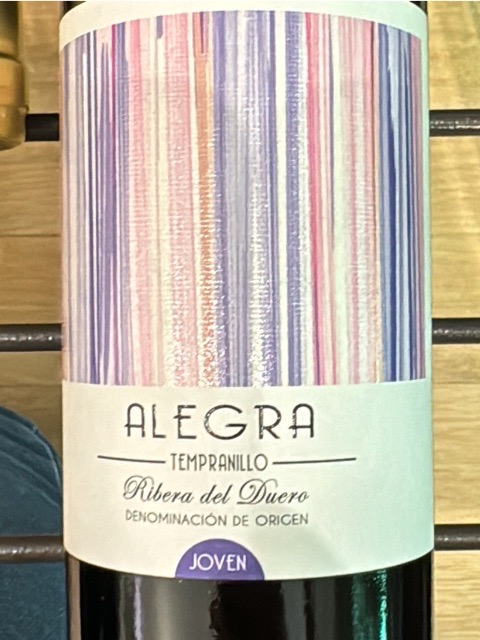 ALEGRA
TEMPRANILLO
Ribera del Duero
DENOMINACIÓN DE ORIGEN
JOVEN